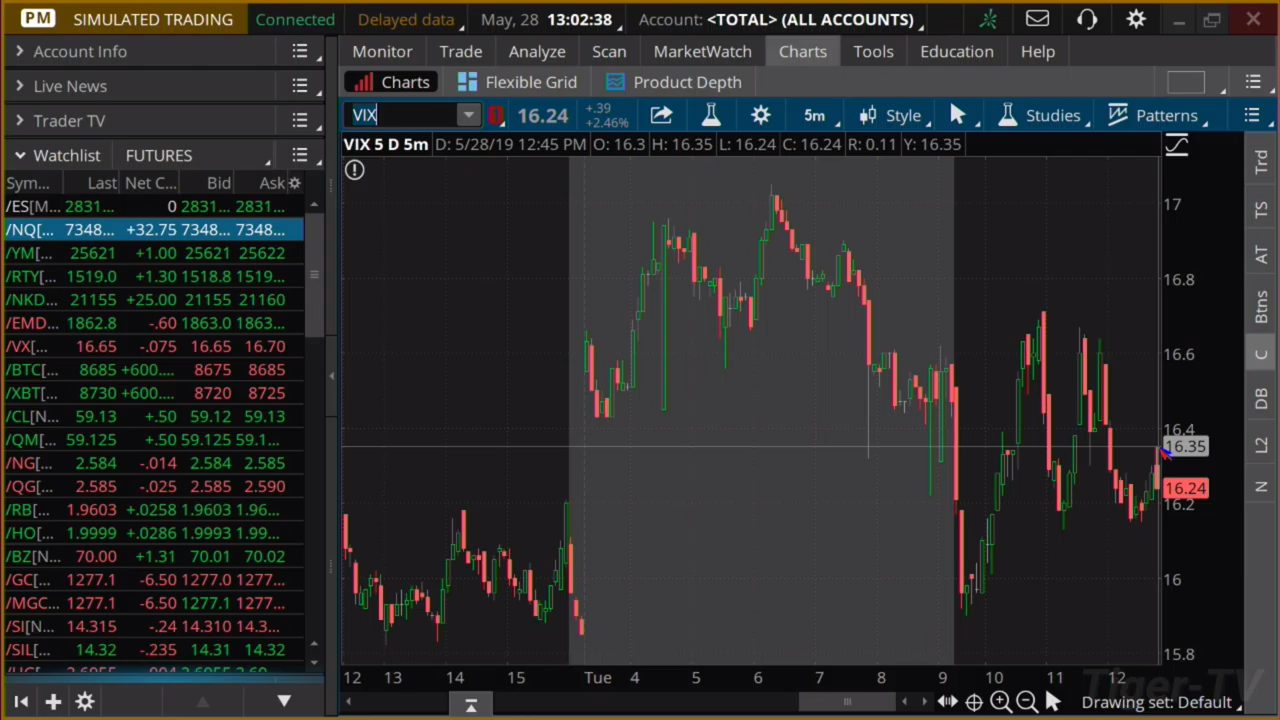 PM SIMULATED TRADING Connected Delayed data May, 28 13:02:38 Account: <TOTAL> (ALL ACCOUNTS)
Account Info
Live News
Trader TV
Watchlist FUTURES
Sym... Last Net C... Bid Ask
/ES[M... 2831... 0 2831... 2831...
/NQ[... 7348... +32.75 7348... 7348...
/YM[... 25621 +1.00 25621 25622
/RTY[... 1519.0 +1.30 1518.8 1519...
/NKD... 21155 +25.00 21155 21160
/EMD... 1862.8 -.60 1863.0 1863...
/VX[... 16.65 -.075 16.65 16.70
/BTC[... 8685 +600.... 8675 8685
/XBT[... 8730 +600.... 8720 8725
/CL[N... 59.13 +.50 59.12 59.13
/QM[... 59.125 +.50 59.125 59.1...
/NG[... 2.584 -.014 2.584 2.585
/QG[... 2.585 -.025 2.585 2.590
/RB[... 1.9603 +.0258 1.9601 1.96...
/HO[... 1.9999 +.0286 1.9993 1.99...
/BZ[N... 70.00 +1.31 70.01 70.02
/GC[... 1277.1 -6.50 1277.0 1277...
/MGC... 1277.1 -6.50 1277.1 1277...
/SI[N... 14.315 -.24 14.310 14.3...
/SIL[... 14.32 -.235 14.31 14.32
Monitor Trade Analyze Scan MarketWatch Charts Tools Education Help
Charts Flexible Grid Product Depth
VIX 1 16.24 +.39 +2.46% 5m Style Studies Patterns
VIX 5 D 5m D: 5/28/19 12:45 PM O: 16.3 H: 16.35 L: 16.24 C: 16.24 R: 0.11 Y: 16.35
17
16.8
16.6
16.4
16.35
16.24
16.2
16
15.8
12 13 14 15 Tue 4 5 6 7 8 9 10 11 12
Trd
TS
AT
Btns
C
DB
L2
N
Drawing set: Default
Tiger-TV